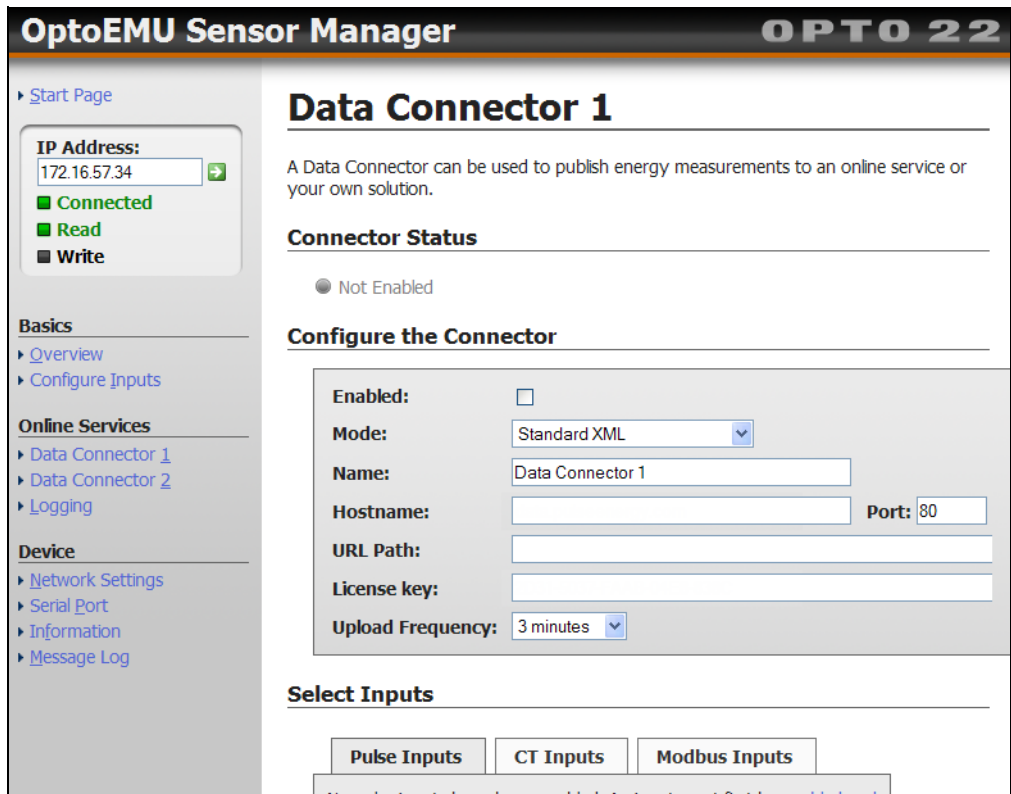 OptoEMU Sensor Manager
OPTO 22
Start Page
IP Address:
172.16.57.34
Connected
Read
Write
Basics
Overview
Configure Inputs
Online Services
Data Connector 1
Data Connector 2
Logging
Device
Network Settings
Serial Port
Information
Message Log
Data Connector 1
A Data Connector can be used to publish energy measurements to an online service or
your own solution.
Connector Status
Not Enabled
Configure the Connector
Enabled:
Mode: Standard XML
Name: Data Connector 1
Hostname: Port: 80
URL Path:
License key:
Upload Frequency: 3 minutes
Select Inputs
Pulse Inputs CT Inputs Modbus Inputs